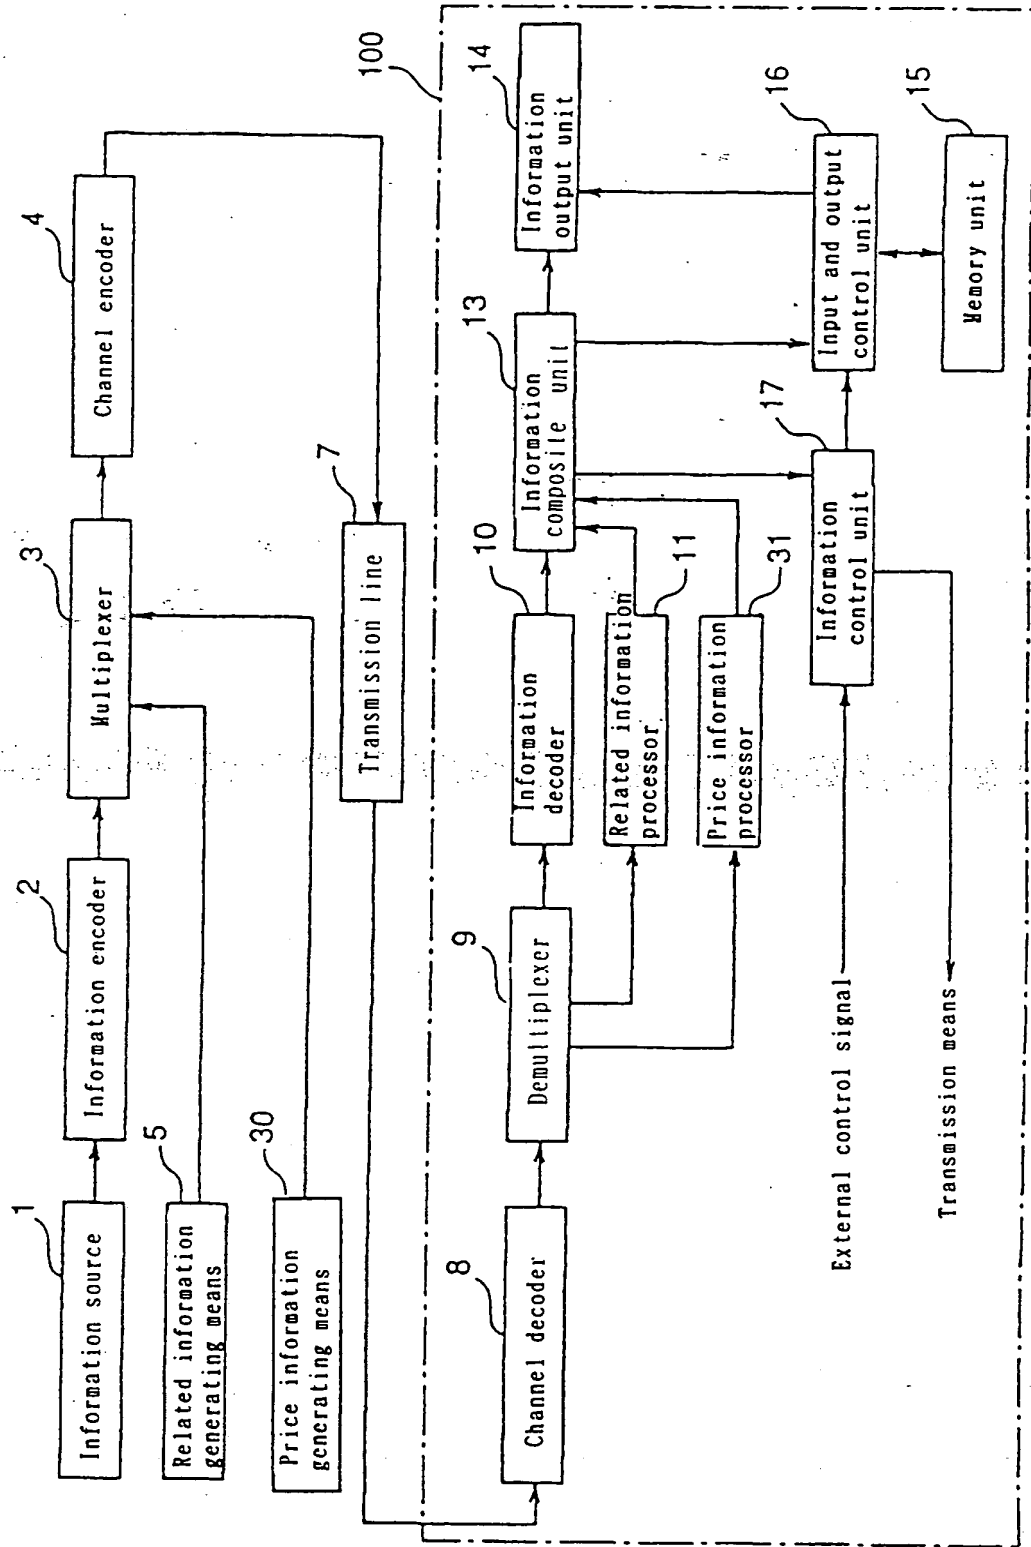 1
Information source
2
Information encoder
3
Multiplexer
4
Channel encoder
5
Related information
generating means
30
Price information
generating means
7
Transmission line
100
8
Channel decoder
9
Demultiplexer
10
Information
decoder
13
Information
composite unit
14
Information
output unit
11
Related information
processor
31
Price information
processor
External control signal
17
Information
control unit
16
Input and output
control unit
Transmission means
15
Memory unit